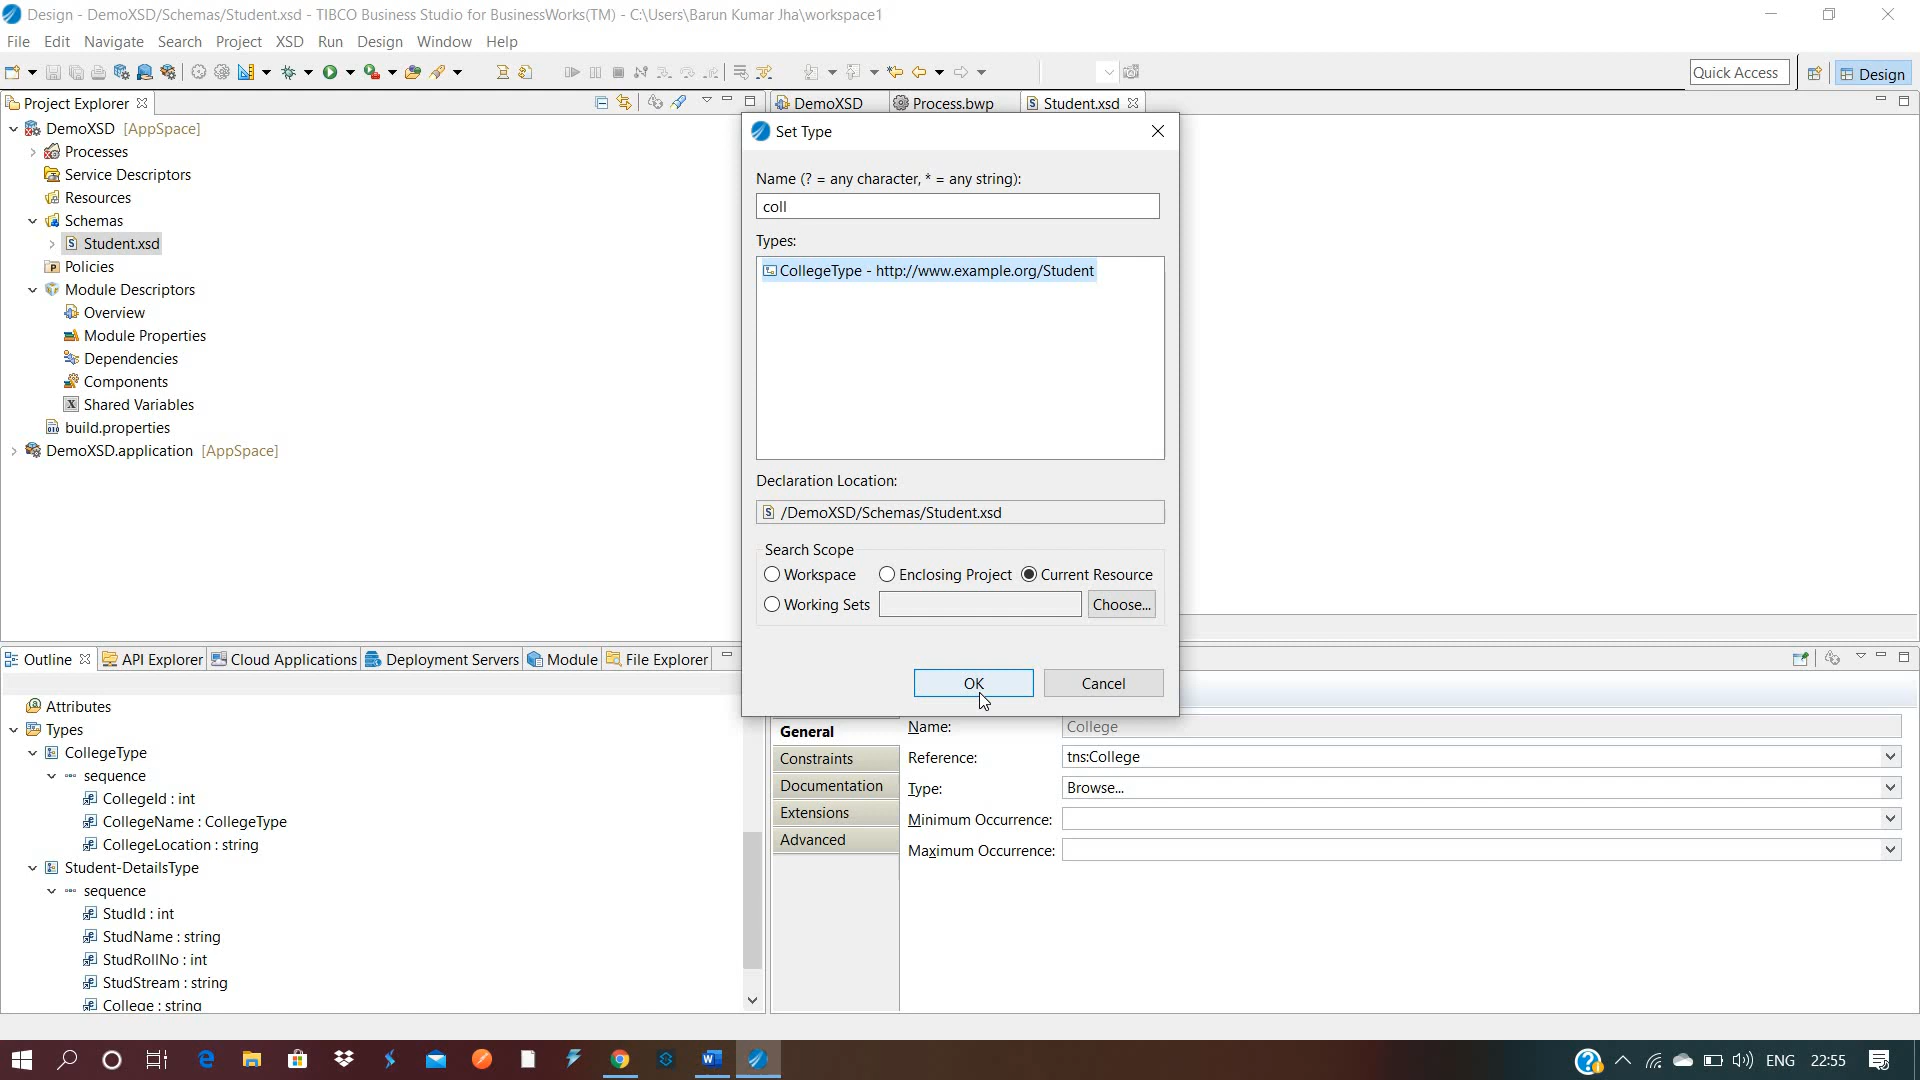 Design - DemoXSD/Schemas/Student.xsd - TIBCO Business Studio for BusinessWorks(TM) - C:\Users\Barun Kumar Jha\workspace1
File Edit Navigate Search Project XSD Run Design Window Help
Quick Access
Design
Project Explorer
DemoXSD [AppSpace]
Processes
Service Descriptors
Resources
Schemas
Student.xsd
Policies
Module Descriptors
Overview
Module Properties
Dependencies
Components
Shared Variables
build.properties
DemoXSD.application [AppSpace]
DemoXSD
Process.bwp
Student.xsd
Set Type
Name (? = any character, * = any string):
coll
Types:
CollegeType - http://www.example.org/Student
Declaration Location:
/DemoXSD/Schemas/Student.xsd
Search Scope
Workspace Enclosing Project Current Resource
Working Sets Choose...
OK Cancel
Outline API Explorer Cloud Applications Deployment Servers Module File Explorer
Attributes
Types
CollegeType
sequence
CollegeId : int
CollegeName : CollegeType
CollegeLocation : string
Student-DetailsType
sequence
StudId : int
StudName : string
StudRollNo : int
StudStream : string
College : string
General
Constraints
Documentation
Extensions
Advanced
Name: College
Reference: tns:College
Type: Browse...
Minimum Occurrence:
Maximum Occurrence:
ENG 22:55